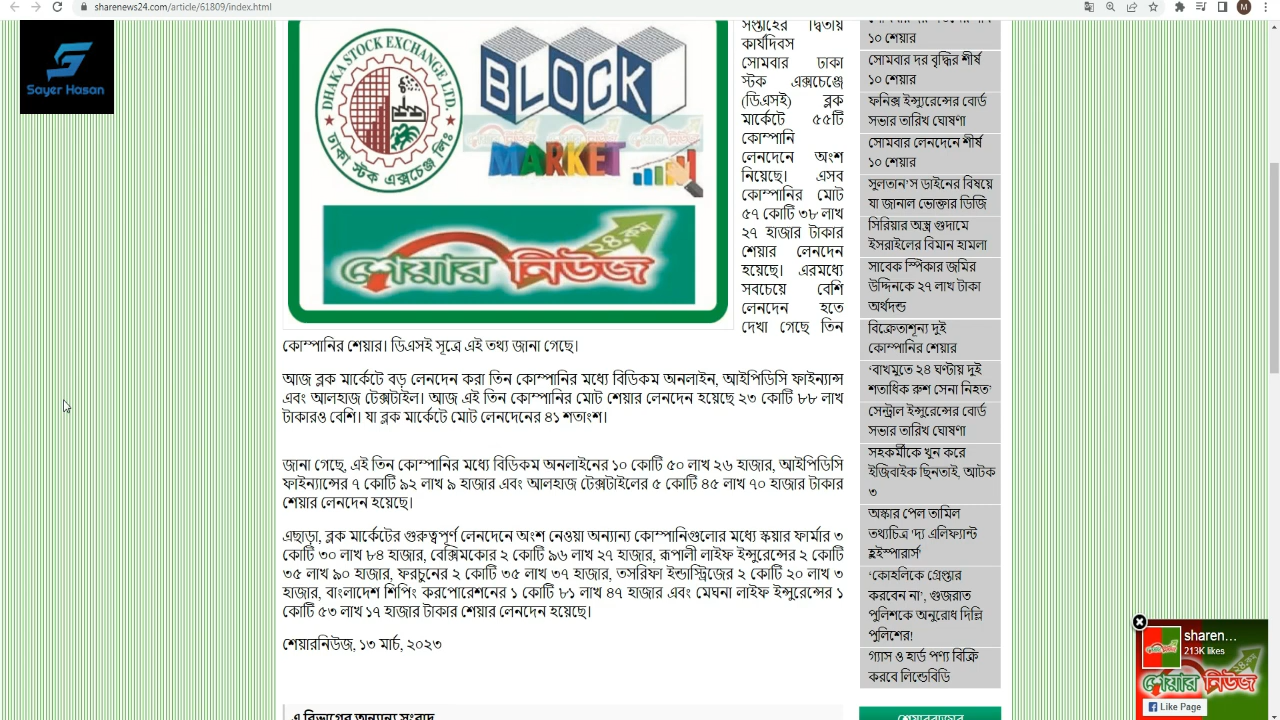 sharenews24.com/article/61809/index.html
M
Sayer Hasan
DHAKA STOCK EXCHANGE LTD.
ঢাকা স্টক এক্সচেঞ্জ লিঃ
BLOCK
MARKET
শেয়ার নিউজ
২৪.কম
সপ্তাহের দ্বিতীয়
কার্যদিবস
সোমবার ঢাকা
স্টক এক্সচেঞ্জে
(ডিএসই) ব্লক
মার্কেটে ৫৫টি
কোম্পানি
লেনদেনে অংশ
নিয়েছে। এসব
কোম্পানির মোট
৫৭ কোটি ৩৮ লাখ
২৭ হাজার টাকার
শেয়ার লেনদেন
হয়েছে। এরমধ্যে
সবচেয়ে বেশি
লেনদেন হতে
দেখা গেছে তিন
কোম্পানির শেয়ার। ডিএসই সূত্রে এই তথ্য জানা গেছে।
আজ ব্লক মার্কেটে বড় লেনদেন করা তিন কোম্পানির মধ্যে বিডিকম অনলাইন, আইপিডিসি ফাইন্যান্স
এবং আলহাজ টেক্সটাইল। আজ এই তিন কোম্পানির মোট শেয়ার লেনদেন হয়েছে ২৩ কোটি ৮৮ লাখ
টাকারও বেশি। যা ব্লক মার্কেটে মোট লেনদেনের ৪১ শতাংশ।
জানা গেছে, এই তিন কোম্পানির মধ্যে বিডিকম অনলাইনের ১০ কোটি ৫০ লাখ ২৬ হাজার, আইপিডিসি
ফাইন্যান্সের ৭ কোটি ৯২ লাখ ৯ হাজার এবং আলহাজ টেক্সটাইলের ৫ কোটি ৪৫ লাখ ৭০ হাজার টাকার
শেয়ার লেনদেন হয়েছে।
এছাড়া, ব্লক মার্কেটের গুরুত্বপূর্ণ লেনদেনে অংশ নেওয়া অন্যান্য কোম্পানিগুলোর মধ্যে স্কয়ার ফার্মার ৩
কোটি ৩০ লাখ ৮৪ হাজার, বেক্সিমকোর ২ কোটি ৯৬ লাখ ২৭ হাজার, রূপালী লাইফ ইন্সুরেন্সের ২ কোটি
৩৫ লাখ ৯০ হাজার, ফরচুনের ২ কোটি ৩৫ লাখ ৩৭ হাজার, তসরিফা ইন্ডাস্ট্রিজের ২ কোটি ২০ লাখ ৩
হাজার, বাংলাদেশ শিপিং করপোরেশনের ১ কোটি ৮১ লাখ ৪৭ হাজার এবং মেঘনা লাইফ ইন্সুরেন্সের ১
কোটি ৫৩ লাখ ১৭ হাজার টাকার শেয়ার লেনদেন হয়েছে।
শেয়ারনিউজ, ১৩ মার্চ, ২০২৩
এ বিভাগের অন্যান্য সংবাদ
১০ শেয়ার
সোমবার দর বৃদ্ধির শীর্ষ
১০ শেয়ার
ফনিক্স ইন্স্যুরেন্সের বোর্ড
সভার তারিখ ঘোষণা
সোমবার লেনদেনে শীর্ষ
১০ শেয়ার
সুলতান’স ডাইনের বিষয়ে
যা জানাল ভোক্তার ডিজি
সিরিয়ার অস্ত্র গুদামে
ইসরাইলের বিমান হামলা
সাবেক স্পিকার জমির
উদ্দিনকে ২৭ লাখ টাকা
অর্থদন্ড
বিক্রেতাশূন্য দুই
কোম্পানির শেয়ার
‘বাখমুতে ২৪ ঘণ্টায় দুই
শতাধিক রুশ সেনা নিহত’
সেন্ট্রাল ইন্সুরেন্সের বোর্ড
সভার তারিখ ঘোষণা
সহকর্মীকে খুন করে
ইজিবাইক ছিনতাই, আটক
৩
অস্কার পেল তামিল
তথ্যচিত্র ‘দ্য এলিফ্যান্ট
হুইস্পারার্স’
‘কোহলিকে গ্রেপ্তার
করবেন না’, গুজরাত
পুলিশকে অনুরোধ দিল্লি
পুলিশের!
গ্যাস ও হার্ড পণ্য বিক্রি
করবে লিন্ডেবিডি
শেয়ারবাজার
sharen...
213K likes
শেয়ার নিউজ
Like Page